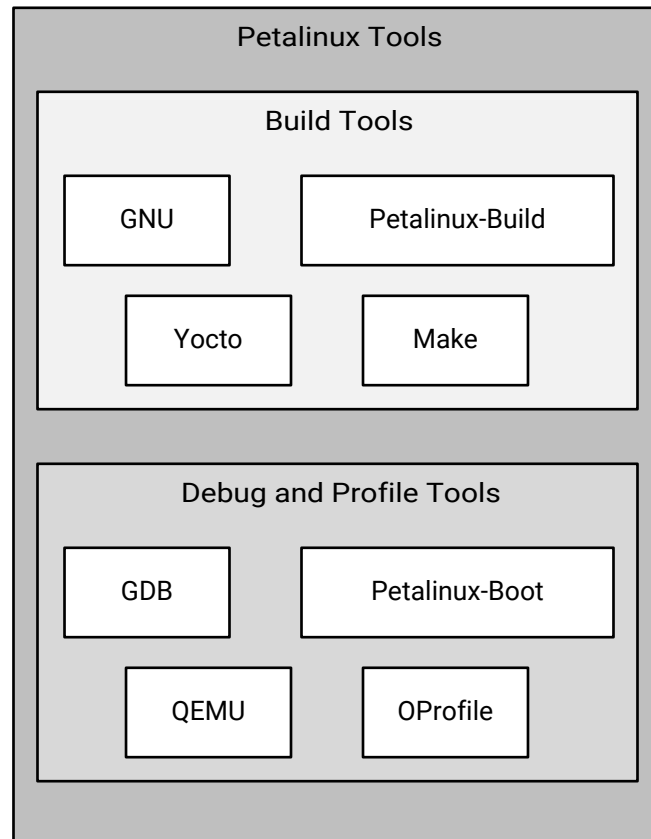 Petalinux Tools
Build Tools
GNU
Petalinux-Build
Yocto
Make
Debug and Profile Tools
GDB
Petalinux-Boot
QEMU
OProfile